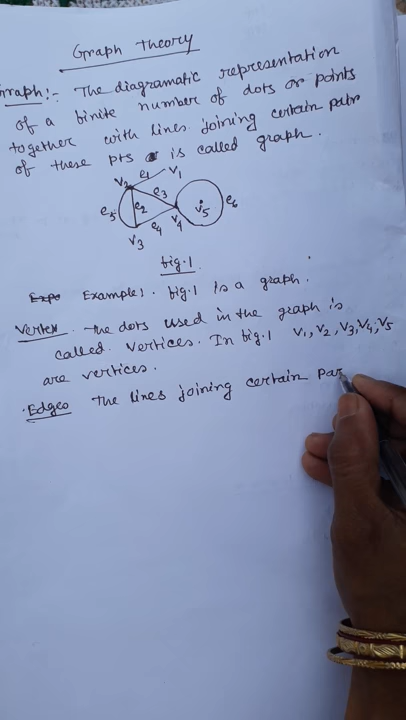 Graph Theory
Graph:- The diagramatic representation
of a finite number of dots or points
together with lines joining certain pairs
of these pts is called graph.
e1 v1
v2 e3
e5 e2 v5 e6
e4 v4
v3
fig.1
Example: fig.1 is a graph.
Vertex. The dots used in the graph is
called vertices. In fig.1 v1, v2, v3, v4, v5
are vertices.
Edges The lines joining certain par